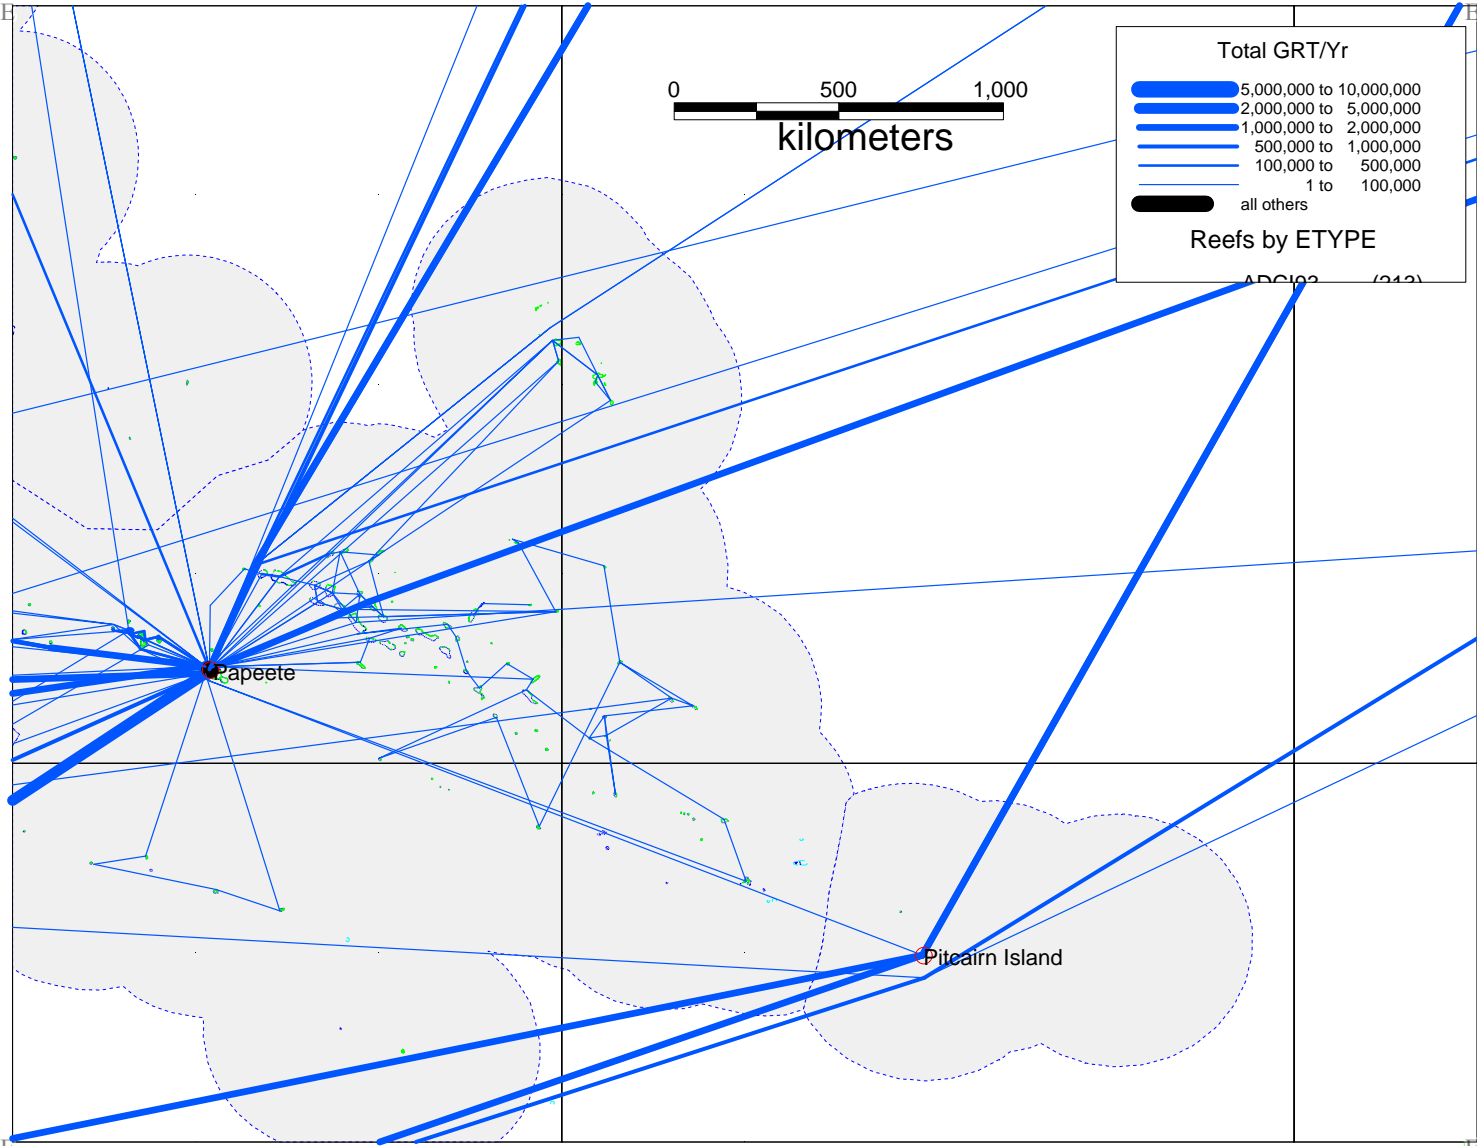 E
E
0 500 1,000
kilometers
Total GRT/Yr
5,000,000 to 10,000,000
2,000,000 to 5,000,000
1,000,000 to 2,000,000
500,000 to 1,000,000
100,000 to 500,000
1 to 100,000
all others
Reefs by ETYPE
Papeete
Pitcairn Island